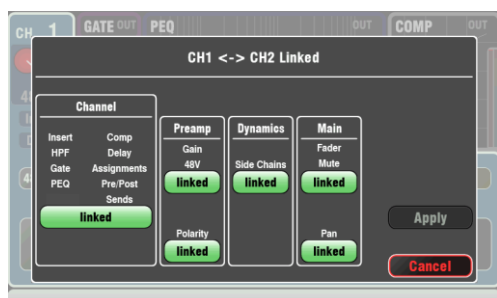 CH 1 GATE OUT PEQ OUT COMP OUT
CH1 <-> CH2 Linked
Channel
Insert Comp
HPF Delay
Gate Assignments
PEQ Pre/Post
Sends
linked
Preamp
Gain
48V
linked
Polarity
linked
Dynamics
Side Chains
linked
Main
Fader
Mute
linked
Pan
linked
Apply
Cancel